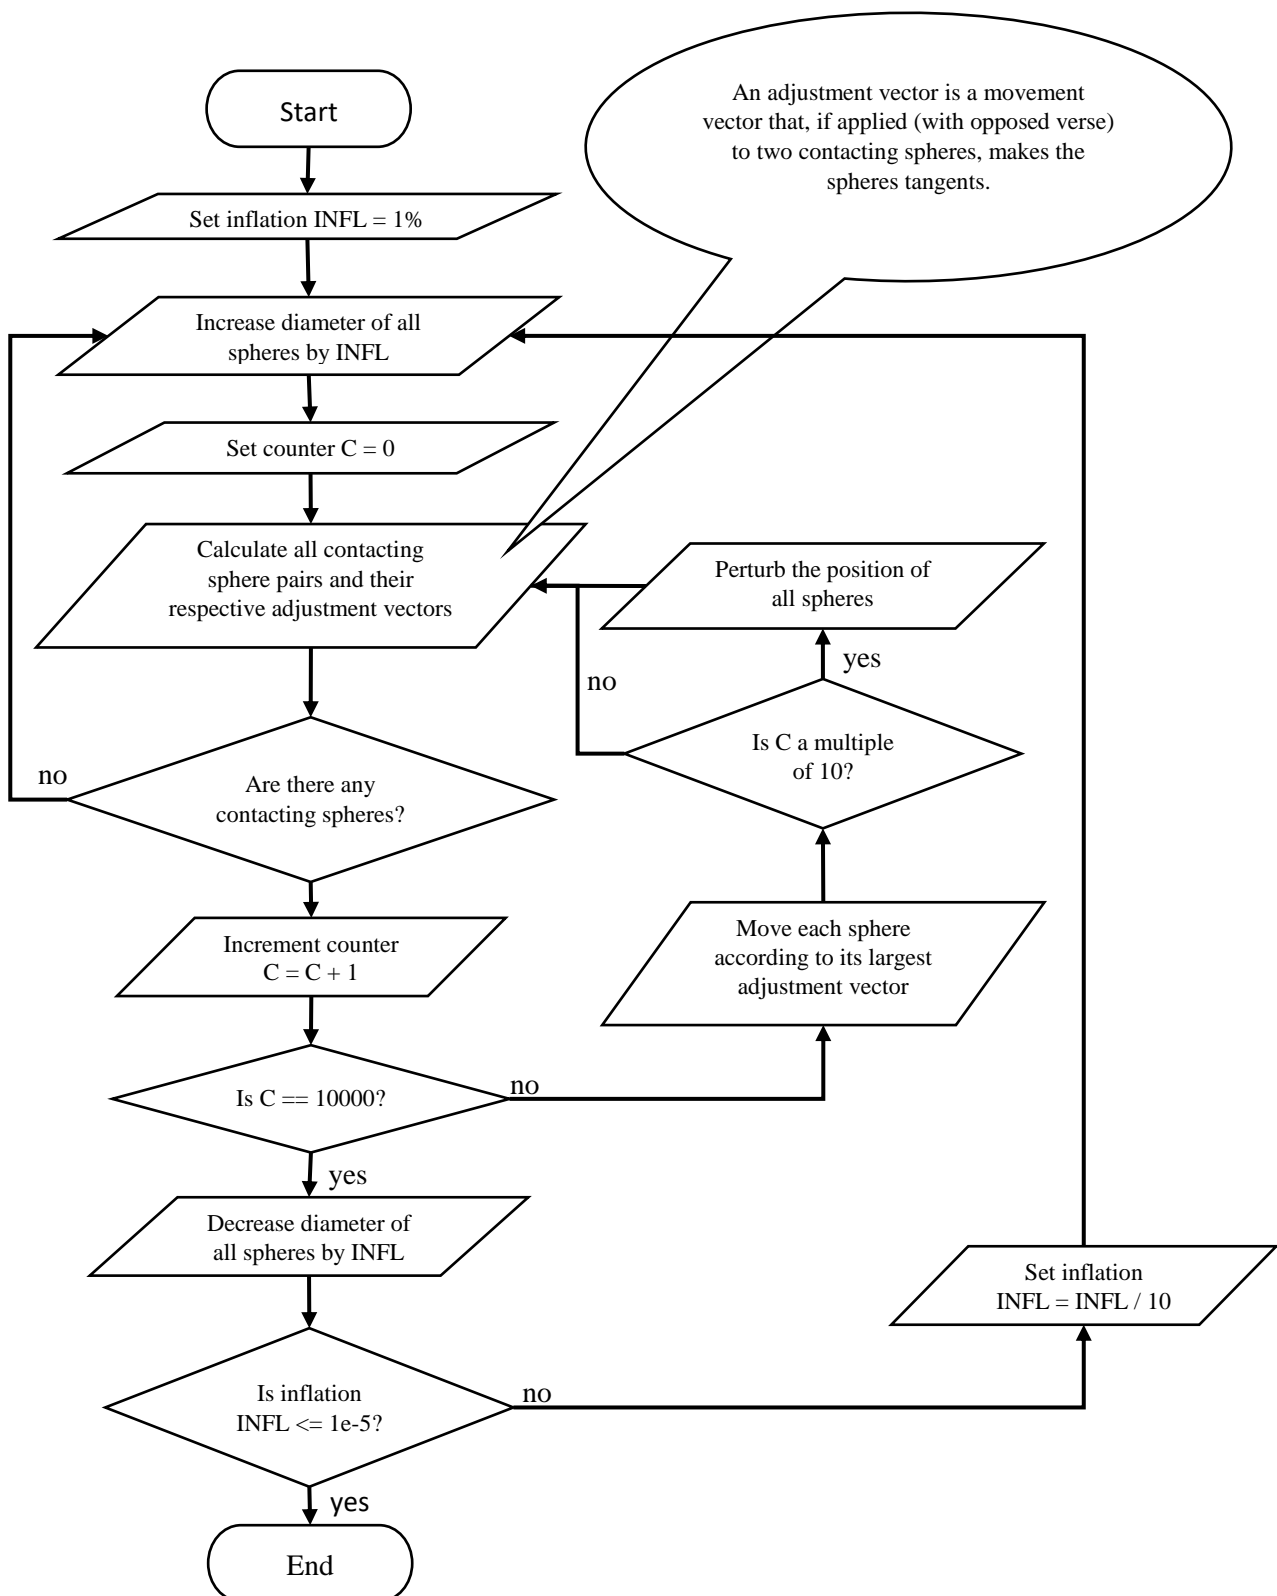 Start
An adjustment vector is a movement
vector that, if applied (with opposed verse)
to two contacting spheres, makes the
spheres tangents.
Set inflation INFL = 1%
Increase diameter of all
spheres by INFL
Set counter C = 0
Calculate all contacting
sphere pairs and their
respective adjustment vectors
Perturb the position of
all spheres
yes
no
Is C a multiple
of 10?
no
Are there any
contacting spheres?
Move each sphere
according to its largest
adjustment vector
Increment counter
C = C + 1
Is C == 10000?
no
yes
Decrease diameter of
all spheres by INFL
Set inflation
INFL = INFL / 10
Is inflation
INFL <= 1e-5?
no
yes
End